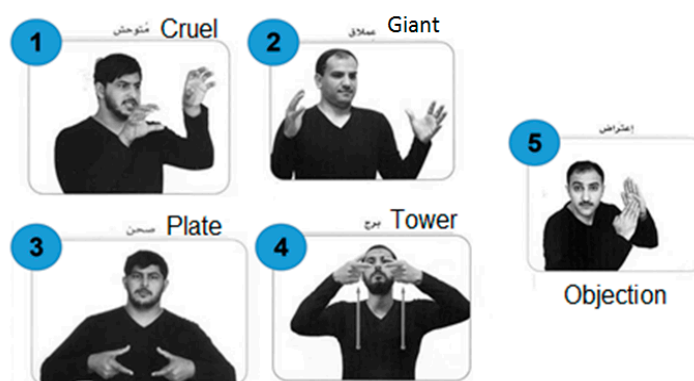 1 مُتوحش Cruel
2 عملاق Giant
3 صحن Plate
4 برج Tower
5 إعتراض
Objection